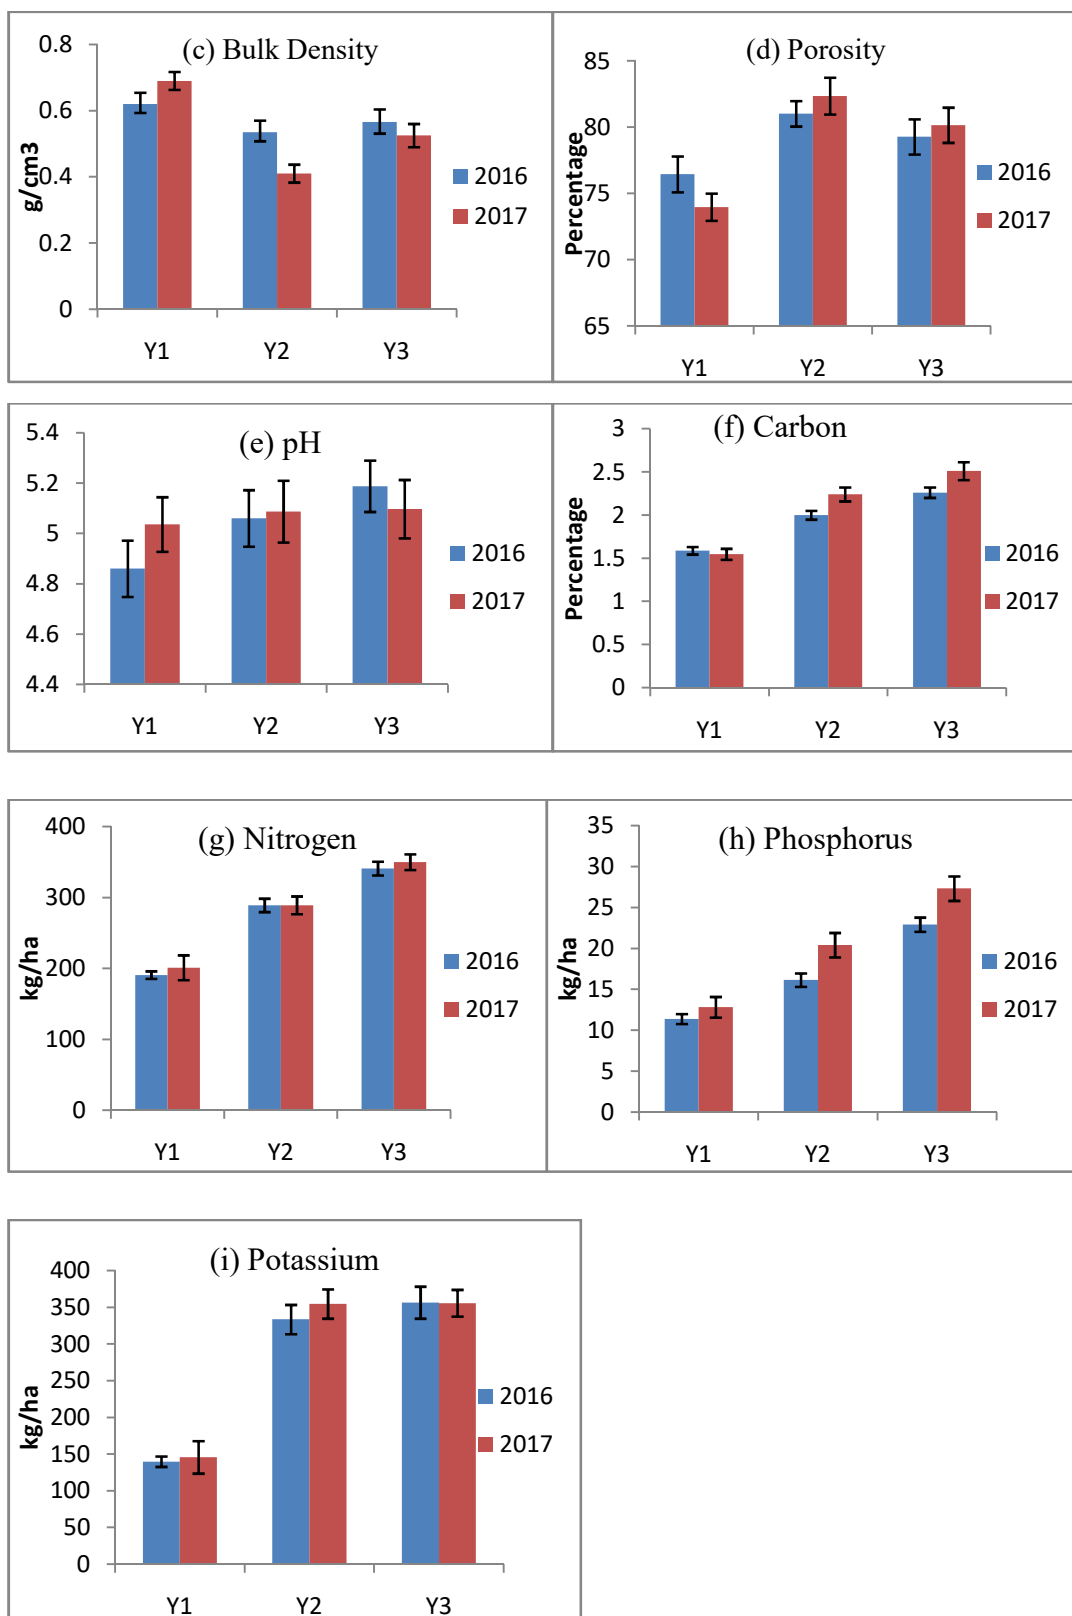 (c) Bulk Density
g/cm3
0.8
0.6
0.4
0.2
0
Y1 Y2 Y3
2016
2017
(d) Porosity
Percentage
85
80
75
70
65
Y1 Y2 Y3
2016
2017
(e) pH
5.4
5.2
5
4.8
4.6
4.4
Y1 Y2 Y3
2016
2017
(f) Carbon
Percentage
3
2.5
2
1.5
1
0.5
0
Y1 Y2 Y3
2016
2017
(g) Nitrogen
kg/ha
400
300
200
100
0
Y1 Y2 Y3
2016
2017
(h) Phosphorus
kg/ha
35
30
25
20
15
10
5
0
Y1 Y2 Y3
2016
2017
(i) Potassium
kg/ha
400
350
300
250
200
150
100
50
0
Y1 Y2 Y3
2016
2017